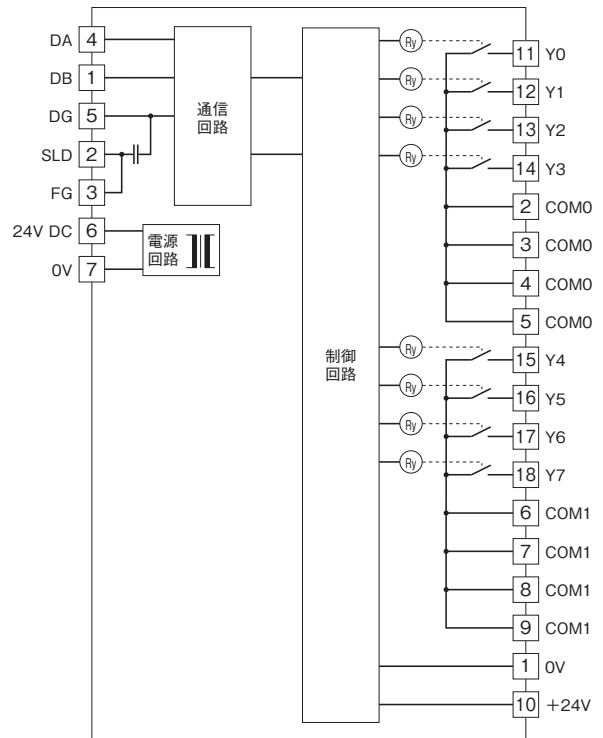 DA 4
DB 1
DG 5
SLD 2
FG 3
24V DC 6
0V 7
通信
回路
電源
回路
制御
回路
Ry 11 Y0
Ry 12 Y1
Ry 13 Y2
Ry 14 Y3
2 COM0
3 COM0
4 COM0
5 COM0
Ry 15 Y4
Ry 16 Y5
Ry 17 Y6
Ry 18 Y7
6 COM1
7 COM1
8 COM1
9 COM1
1 0V
10 +24V